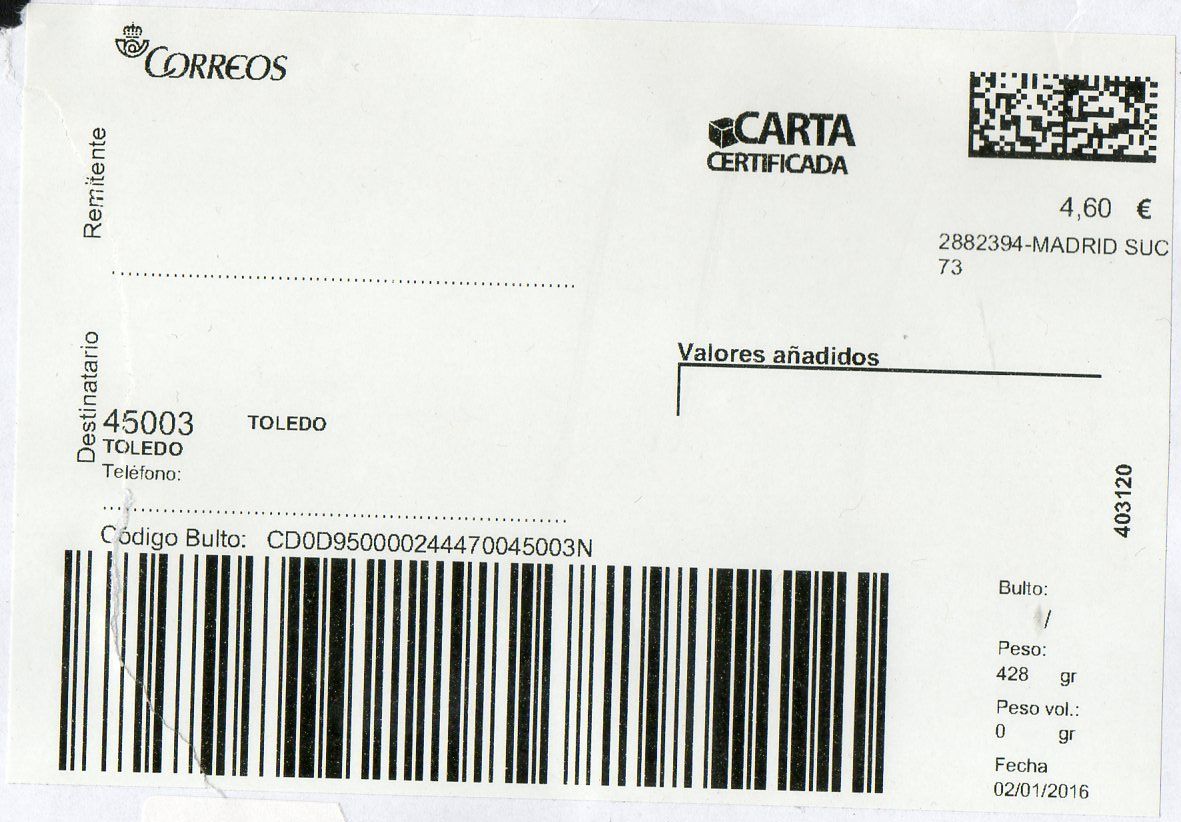 CORREOS
CARTA
CERTIFICADA
4,60 €
2882394-MADRID SUC
73
Remitente
Valores añadidos
Destinatario
45003 TOLEDO
TOLEDO
Teléfono:
403120
Código Bulto: CD0D950000244470045003N
Bulto:
/
Peso:
428 gr
Peso vol.:
0 gr
Fecha
02/01/2016